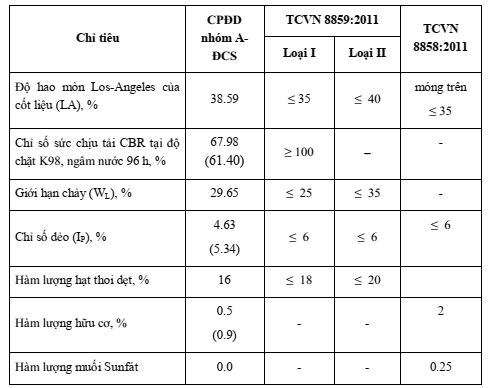 Chỉ tiêu
CPĐD
nhóm A-
ĐCS
TCVN 8859:2011
Loại I
Loại II
TCVN
8858:2011
Độ hao mòn Los-Angeles của
cốt liệu (LA), %
38.59
≤ 35
≤ 40
móng trên
≤ 35
Chỉ số sức chịu tải CBR tại độ
chặt K98, ngâm nước 96 h, %
67.98
(61.40)
≥ 100
–
-
Giới hạn chảy (WL), %
29.65
≤ 25
≤ 35
-
Chỉ số dẻo (IP), %
4.63
(5.34)
≤ 6
≤ 6
≤ 6
Hàm lượng hạt thoi dẹt, %
16
≤ 18
≤ 20
Hàm lượng hữu cơ, %
0.5
(0.9)
-
-
2
Hàm lượng muối Sunfát
0.0
-
-
0.25